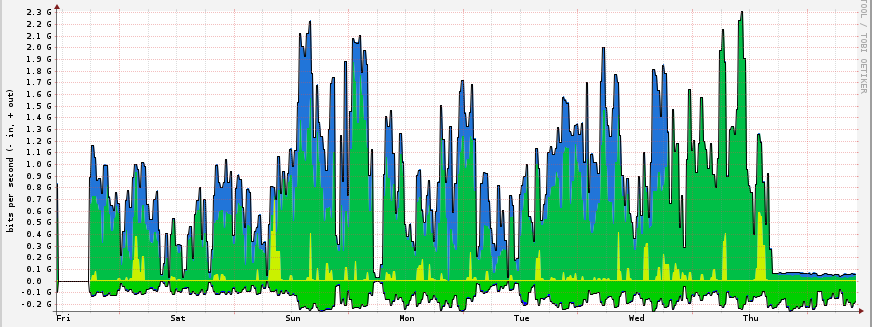 2.3 G
2.2 G
2.1 G
2.0 G
1.9 G
1.8 G
1.7 G
1.6 G
1.5 G
1.4 G
1.3 G
1.2 G
1.1 G
1.0 G
0.9 G
0.8 G
0.7 G
0.6 G
0.5 G
0.4 G
0.3 G
0.2 G
0.1 G
0.0
-0.1 G
-0.2 G
bits per second (- in, + out)
Fri Sat Sun Mon Tue Wed Thu
TOOL / TOBI OETIKER